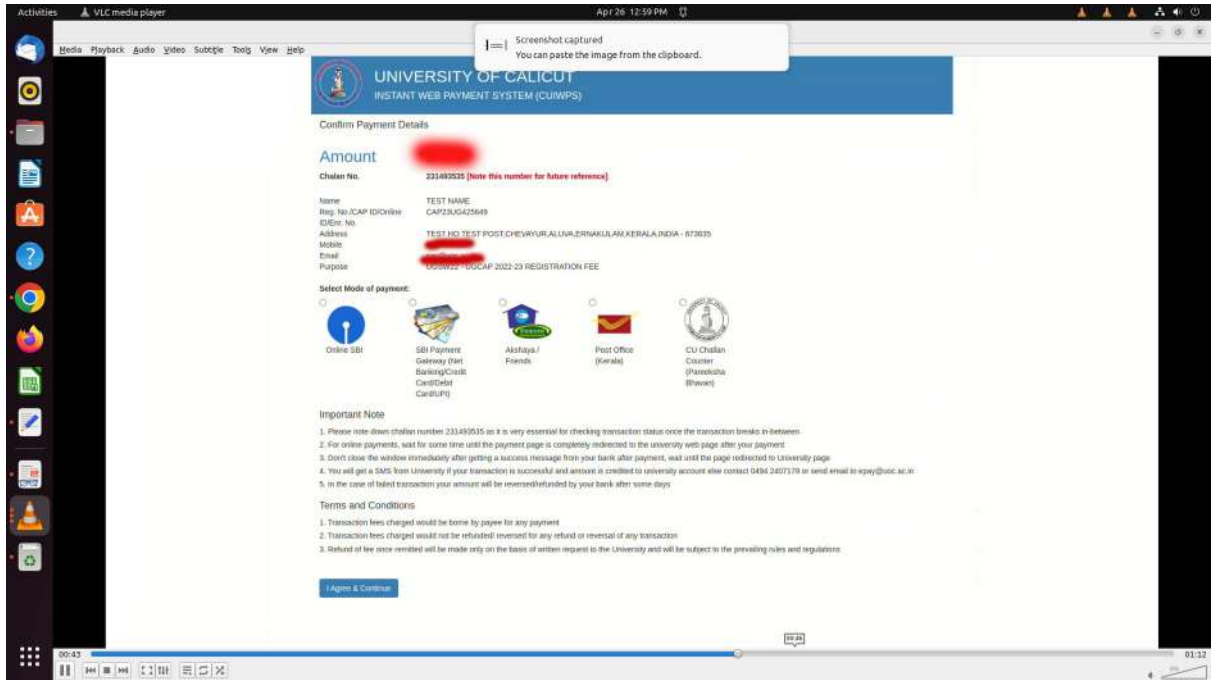 Activities
VLC media player
Apr 26 12:59 PM
Screenshot captured
You can paste the image from the clipboard.
Media Playback Audio Video Subtitle Tools View Help
UNIVERSITY OF CALICUT
INSTANT WEB PAYMENT SYSTEM (CUIWPS)
Confirm Payment Details
Amount
Chalan No. 231493535 [Note this number for future reference]
Name TEST NAME
Reg. No./CAP ID/Online CAP23UG425649
ID/Enr. No.
Address TEST HO TEST POST,CHEVAYUR,ALUVA,ERNAKULAM,KERALA,INDIA - 673635
Mobile
Email
Purpose UGSW22 - UGCAP 2022-23 REGISTRATION FEE
Select Mode of payment:
Online SBI
SBI Payment
Gateway (Net
Banking/Credit
Card/Debit
Card/UPI)
Akshaya /
Friends
Post Office
(Kerala)
CU Challan
Counter
(Pareeksha
Bhavan)
Important Note
1. Please note down challan number 231493535 as it is very essential for checking transaction status once the transaction breaks in-between
2. For online payments, wait for some time until the payment page is completely redirected to the university web page after your payment
3. Don't close the window immediately after getting a success message from your bank after payment, wait until the page redirected to University page
4. You will get a SMS from University if your transaction is successful and amount is credited to university account else contact 0494 2407179 or send email to epay@uoc.ac.in
5. In the case of failed transaction your amount will be reversed/refunded by your bank after some days
Terms and Conditions
1. Transaction fees charged would be borne by payee for any payment
2. Transaction fees charged would not be refunded/ reversed for any refund or reversal of any transaction
3. Refund of fee once remitted will be made only on the basis of written request to the University and will be subject to the prevailing rules and regulations
I Agree & Continue
00:43
01:12